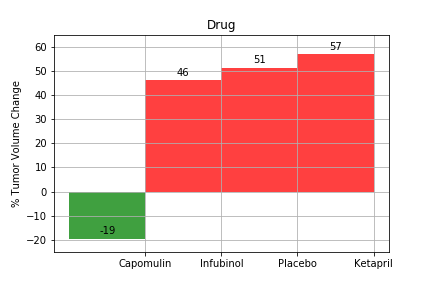 Drug
% Tumor Volume Change
60
50
40
30
20
10
0
−10
−20
-19
46
51
57
Capomulin
Infubinol
Placebo
Ketapril